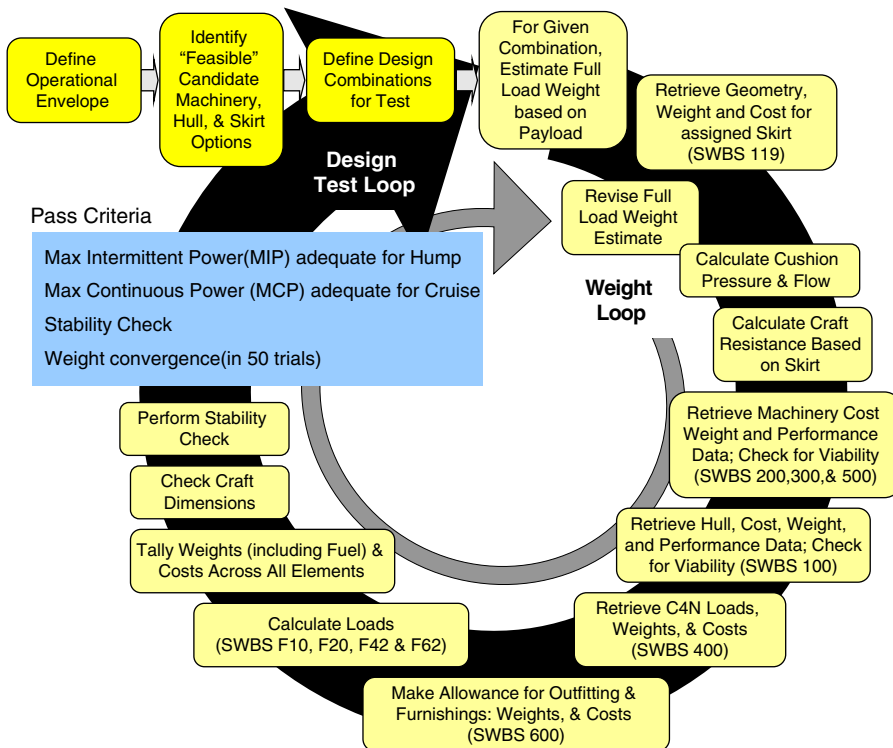 Define
Operational
Envelope
Identify
“Feasible”
Candidate
Machinery,
Hull, & Skirt
Options
Define Design
Combinations
for Test
For Given
Combination,
Estimate Full
Load Weight
based on
Payload
Retrieve Geometry,
Weight and Cost for
assigned Skirt
(SWBS 119)
Design
Test Loop
Revise Full
Load Weight
Estimate
Pass Criteria
Max Intermittent Power(MIP) adequate for Hump
Max Continuous Power (MCP) adequate for Cruise
Stability Check
Weight convergence(in 50 trials)
Weight
Loop
Calculate Cushion
Pressure & Flow
Calculate Craft
Resistance Based
on Skirt
Retrieve Machinery Cost
Weight and Performance
Data; Check for Viability
(SWBS 200,300,& 500)
Retrieve Hull, Cost, Weight,
and Performance Data; Check
for Viability (SWBS 100)
Retrieve C4N Loads,
Weights, & Costs
(SWBS 400)
Make Allowance for Outfitting &
Furnishings: Weights, & Costs
(SWBS 600)
Calculate Loads
(SWBS F10, F20, F42 & F62)
Tally Weights (including Fuel) &
Costs Across All Elements
Check Craft
Dimensions
Perform Stability
Check